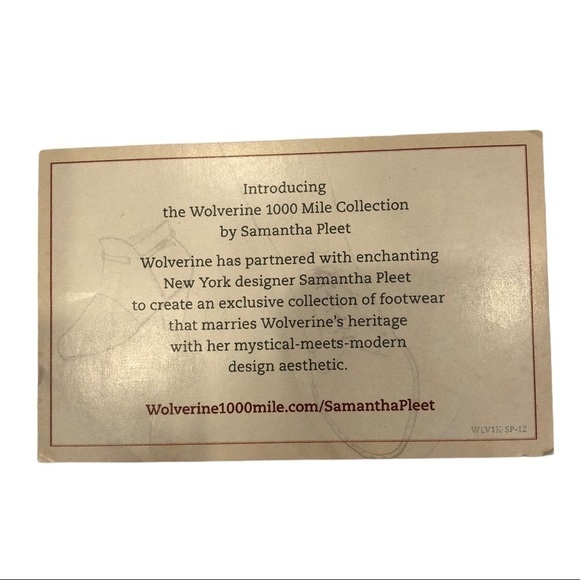 Introducing
the Wolverine 1000 Mile Collection
by Samantha Pleet
Wolverine has partnered with enchanting
New York designer Samantha Pleet
to create an exclusive collection of footwear
that marries Wolverine's heritage
with her mystical-meets-modern
design aesthetic.
Wolverine1000mile.com/SamanthaPleet
WLV1K-SP-12